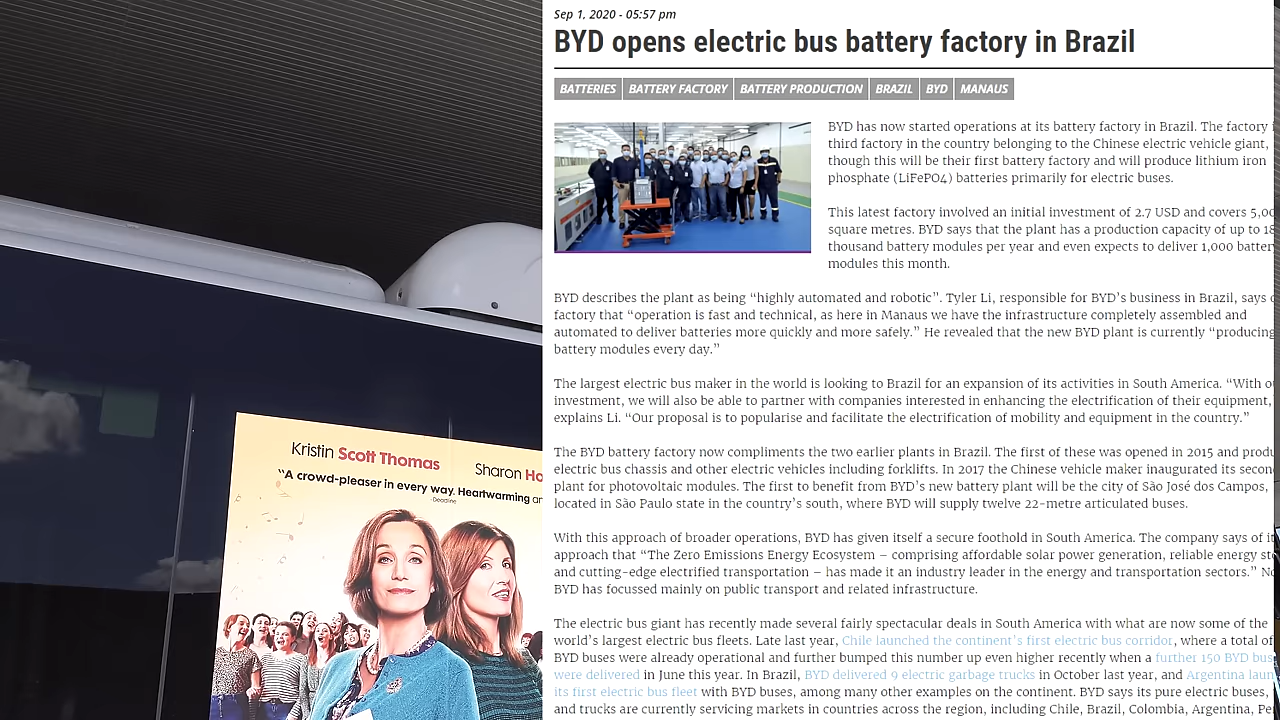 Sep 1, 2020 - 05:57 pm
BYD opens electric bus battery factory in Brazil
BATTERIES BATTERY FACTORY BATTERY PRODUCTION BRAZIL BYD MANAUS
BYD has now started operations at its battery factory in Brazil. The factory
third factory in the country belonging to the Chinese electric vehicle giant,
though this will be their first battery factory and will produce lithium iron
phosphate (LiFePO4) batteries primarily for electric buses.
This latest factory involved an initial investment of 2.7 USD and covers
square metres. BYD says that the plant has a production capacity of up to
thousand battery modules per year and even expects to deliver 1,000 battery
modules this month.
BYD describes the plant as being “highly automated and robotic”. Tyler Li, responsible for BYD’s business in Brazil, says
factory that “operation is fast and technical, as here in Manaus we have the infrastructure completely assembled and
automated to deliver batteries more quickly and more safely.” He revealed that the new BYD plant is currently “producing
battery modules every day.”
The largest electric bus maker in the world is looking to Brazil for an expansion of its activities in South America. “With
investment, we will also be able to partner with companies interested in enhancing the electrification of their equipment,
explains Li. “Our proposal is to popularise and facilitate the electrification of mobility and equipment in the country.”
The BYD battery factory now compliments the two earlier plants in Brazil. The first of these was opened in 2015 and
electric bus chassis and other electric vehicles including forklifts. In 2017 the Chinese vehicle maker inaugurated its
plant for photovoltaic modules. The first to benefit from BYD’s new battery plant will be the city of São José dos Campos,
located in São Paulo state in the country’s south, where BYD will supply twelve 22-metre articulated buses.
With this approach of broader operations, BYD has given itself a secure foothold in South America. The company says of
approach that “The Zero Emissions Energy Ecosystem – comprising affordable solar power generation, reliable energy
and cutting-edge electrified transportation – has made it an industry leader in the energy and transportation sectors.”
BYD has focussed mainly on public transport and related infrastructure.
The electric bus giant has recently made several fairly spectacular deals in South America with what are now some of the
world’s largest electric bus fleets. Late last year, Chile launched the continent’s first electric bus corridor, where a total of
BYD buses were already operational and further bumped this number up even higher recently when a further 150 BYD
were delivered in June this year. In Brazil, BYD delivered 9 electric garbage trucks in October last year, and Argentina
its first electric bus fleet with BYD buses, among many other examples on the continent. BYD says its pure electric buses,
and trucks are currently servicing markets in countries across the region, including Chile, Brazil, Colombia, Argentina,
Kristin Scott Thomas
Sharon
“A crowd-pleaser in every way. Heartwarming
-Deadline